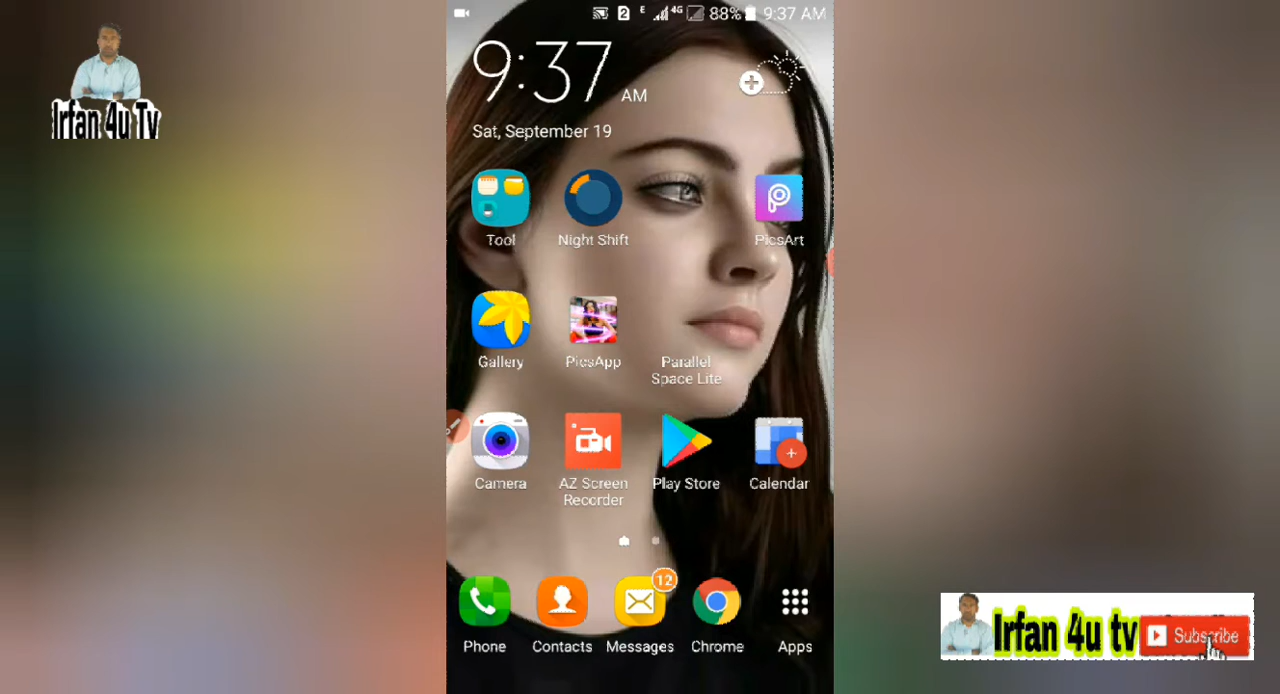 2 E 4G 88% 9:37 AM
Irfan 4u Tv
9:37 AM
Sat, September 19
Tool Night Shift PicsArt
Gallery PicsApp Parallel
Space Lite
Camera AZ Screen Play Store Calendar
Recorder
12
Phone Contacts Messages Chrome Apps
Irfan 4u tv Subscribe